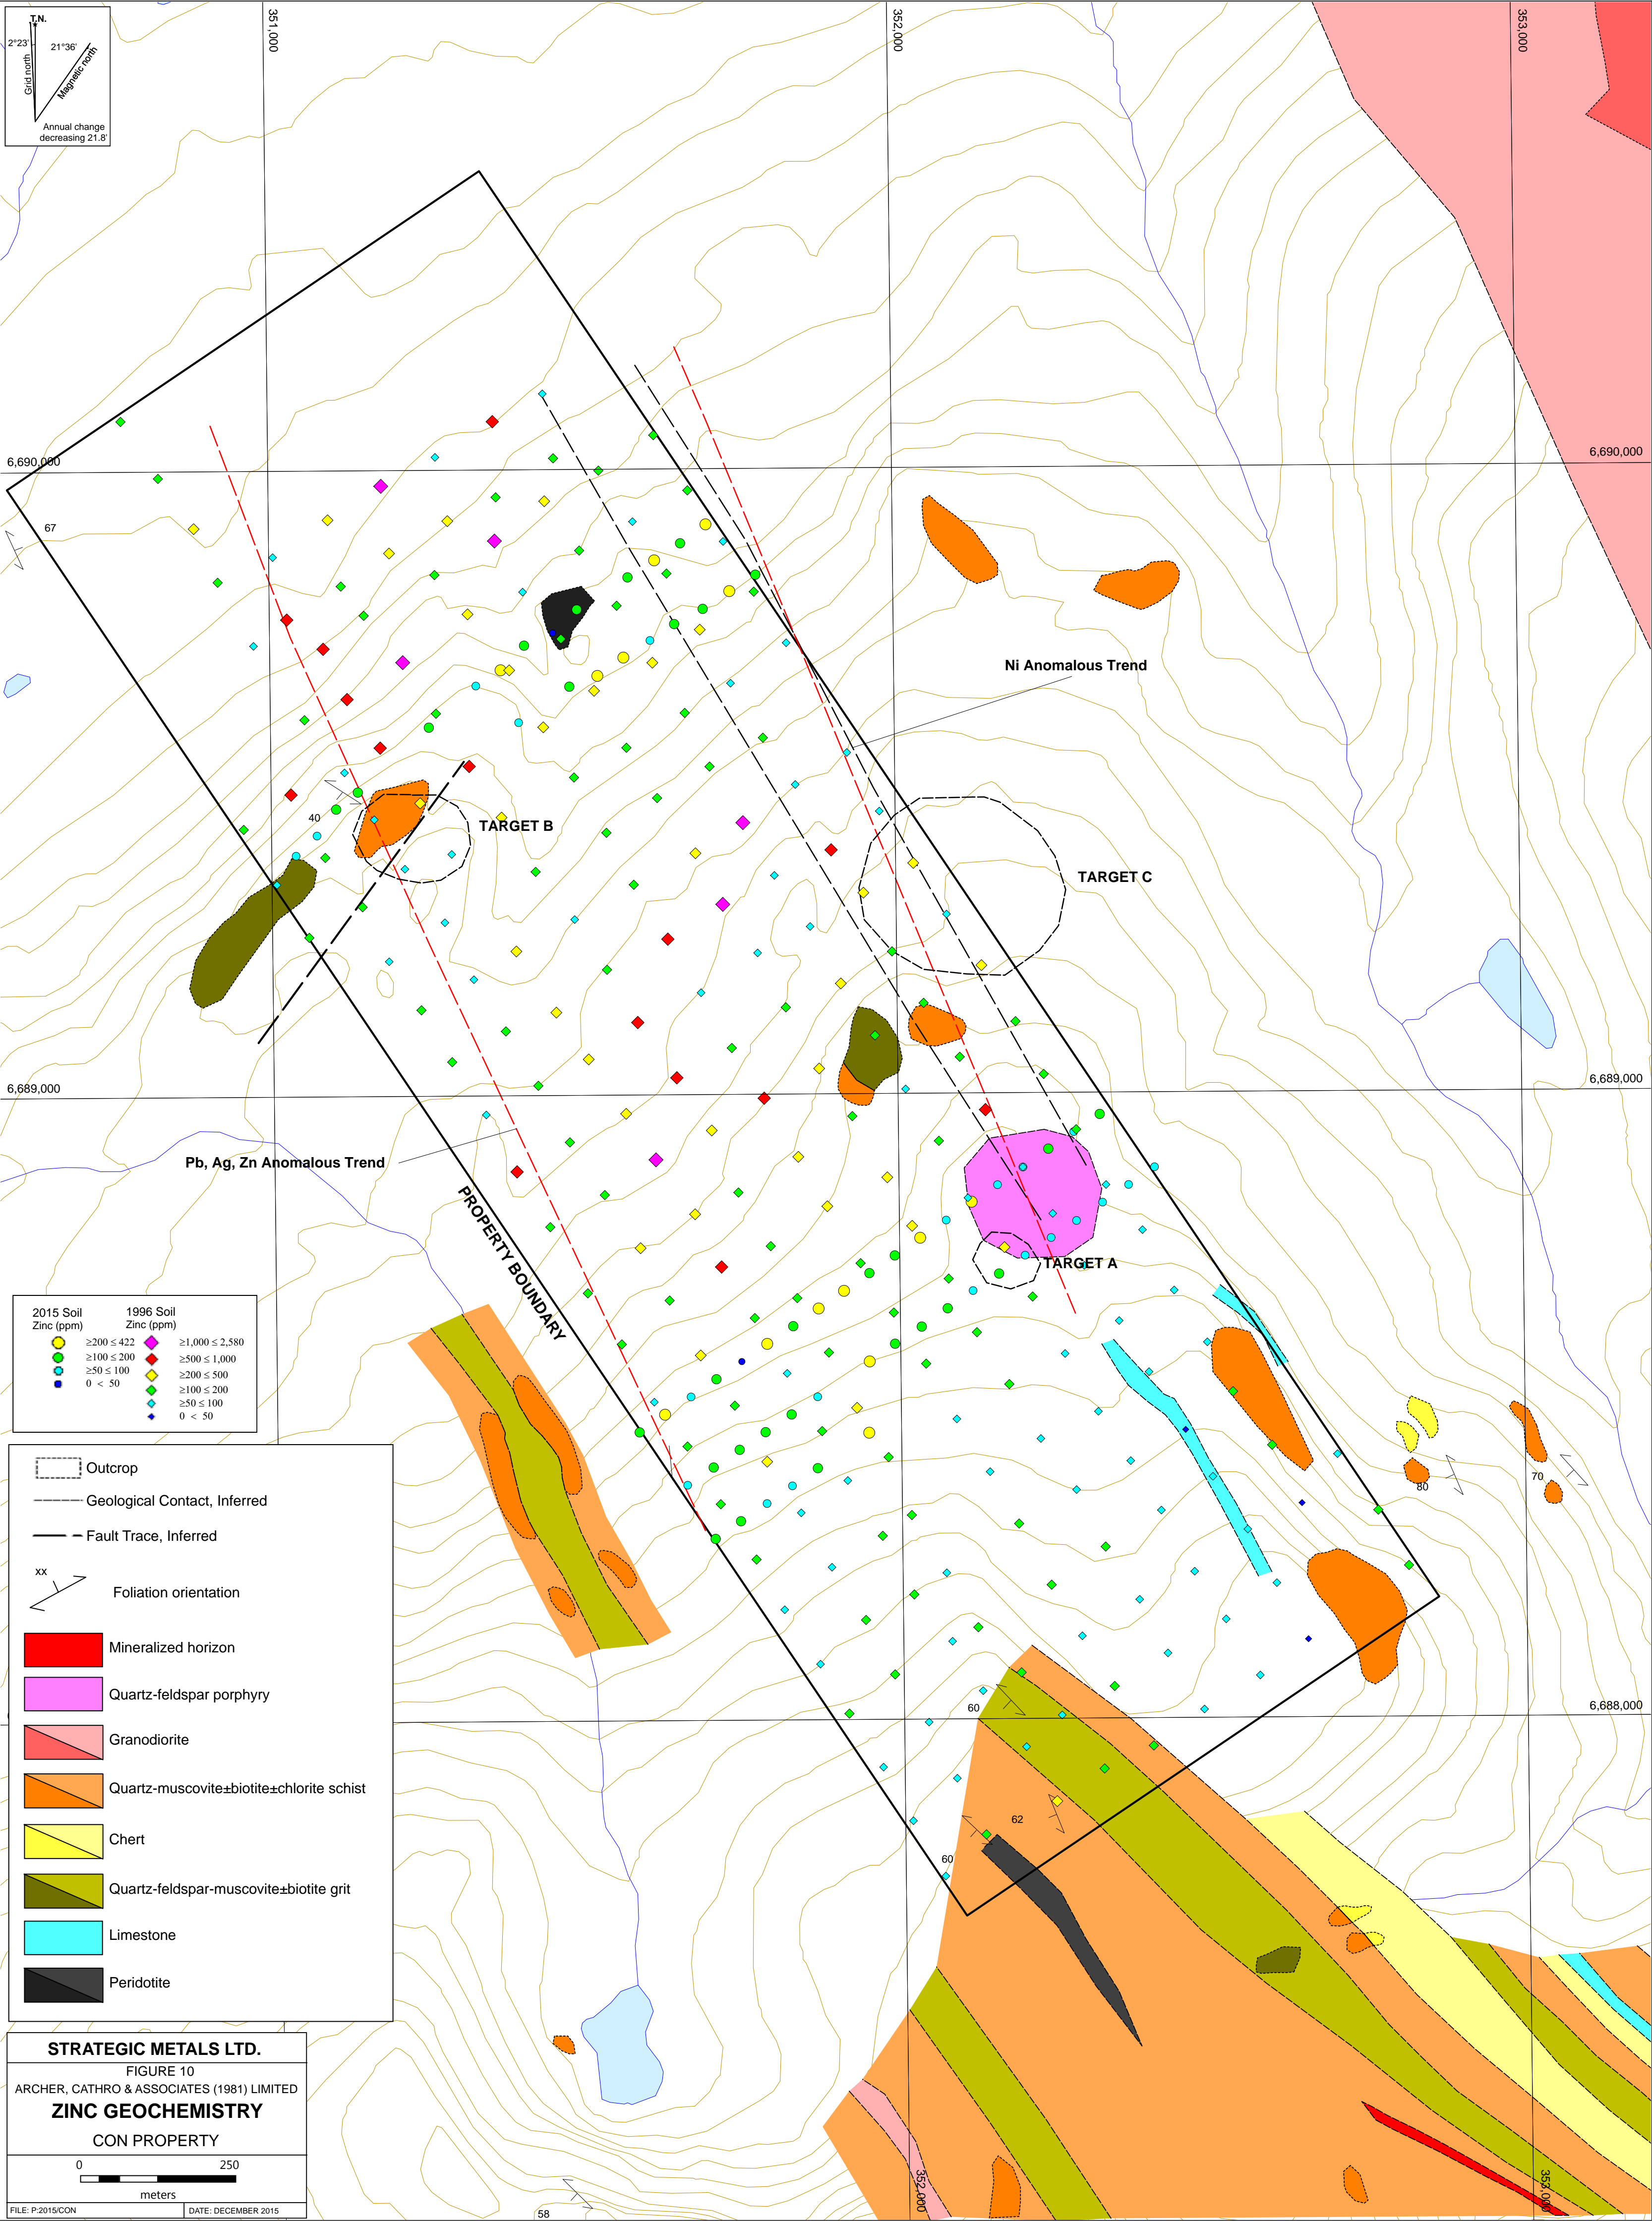 T.N.
2°23'
21°36'
Grid north
Magnetic north
Annual change
decreasing 21.8'
351,000
352,000
353,000
6,690,000
6,690,000
67
Ni Anomalous Trend
40
TARGET B
TARGET C
6,689,000
6,689,000
Pb, Ag, Zn Anomalous Trend
PROPERTY BOUNDARY
TARGET A
2015 Soil
Zinc (ppm)
1996 Soil
Zinc (ppm)
≥200 ≤ 422
≥1,000 ≤ 2,580
≥100 ≤ 200
≥500 ≤ 1,000
≥50 ≤ 100
≥200 ≤ 500
0 < 50
≥100 ≤ 200
≥50 ≤ 100
0 < 50
80
70
Outcrop
Geological Contact, Inferred
Fault Trace, Inferred
xx
Foliation orientation
Mineralized horizon
Quartz-feldspar porphyry
Granodiorite
Quartz-muscovite±biotite±chlorite schist
Chert
Quartz-feldspar-muscovite±biotite grit
Limestone
Peridotite
60
6,688,000
62
60
STRATEGIC METALS LTD.
FIGURE 10
ARCHER, CATHRO & ASSOCIATES (1981) LIMITED
ZINC GEOCHEMISTRY
CON PROPERTY
0 250
meters
FILE: P:2015/CON
DATE: DECEMBER 2015
58
352,000
353,000